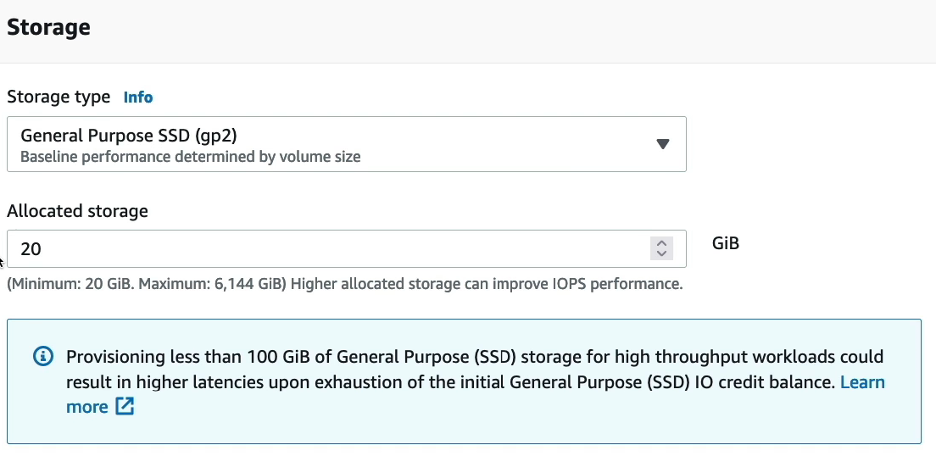 Storage
Storage type Info
General Purpose SSD (gp2)
Baseline performance determined by volume size
Allocated storage
20
GiB
(Minimum: 20 GiB. Maximum: 6,144 GiB) Higher allocated storage can improve IOPS performance.
Provisioning less than 100 GiB of General Purpose (SSD) storage for high throughput workloads could
result in higher latencies upon exhaustion of the initial General Purpose (SSD) IO credit balance. Learn
more